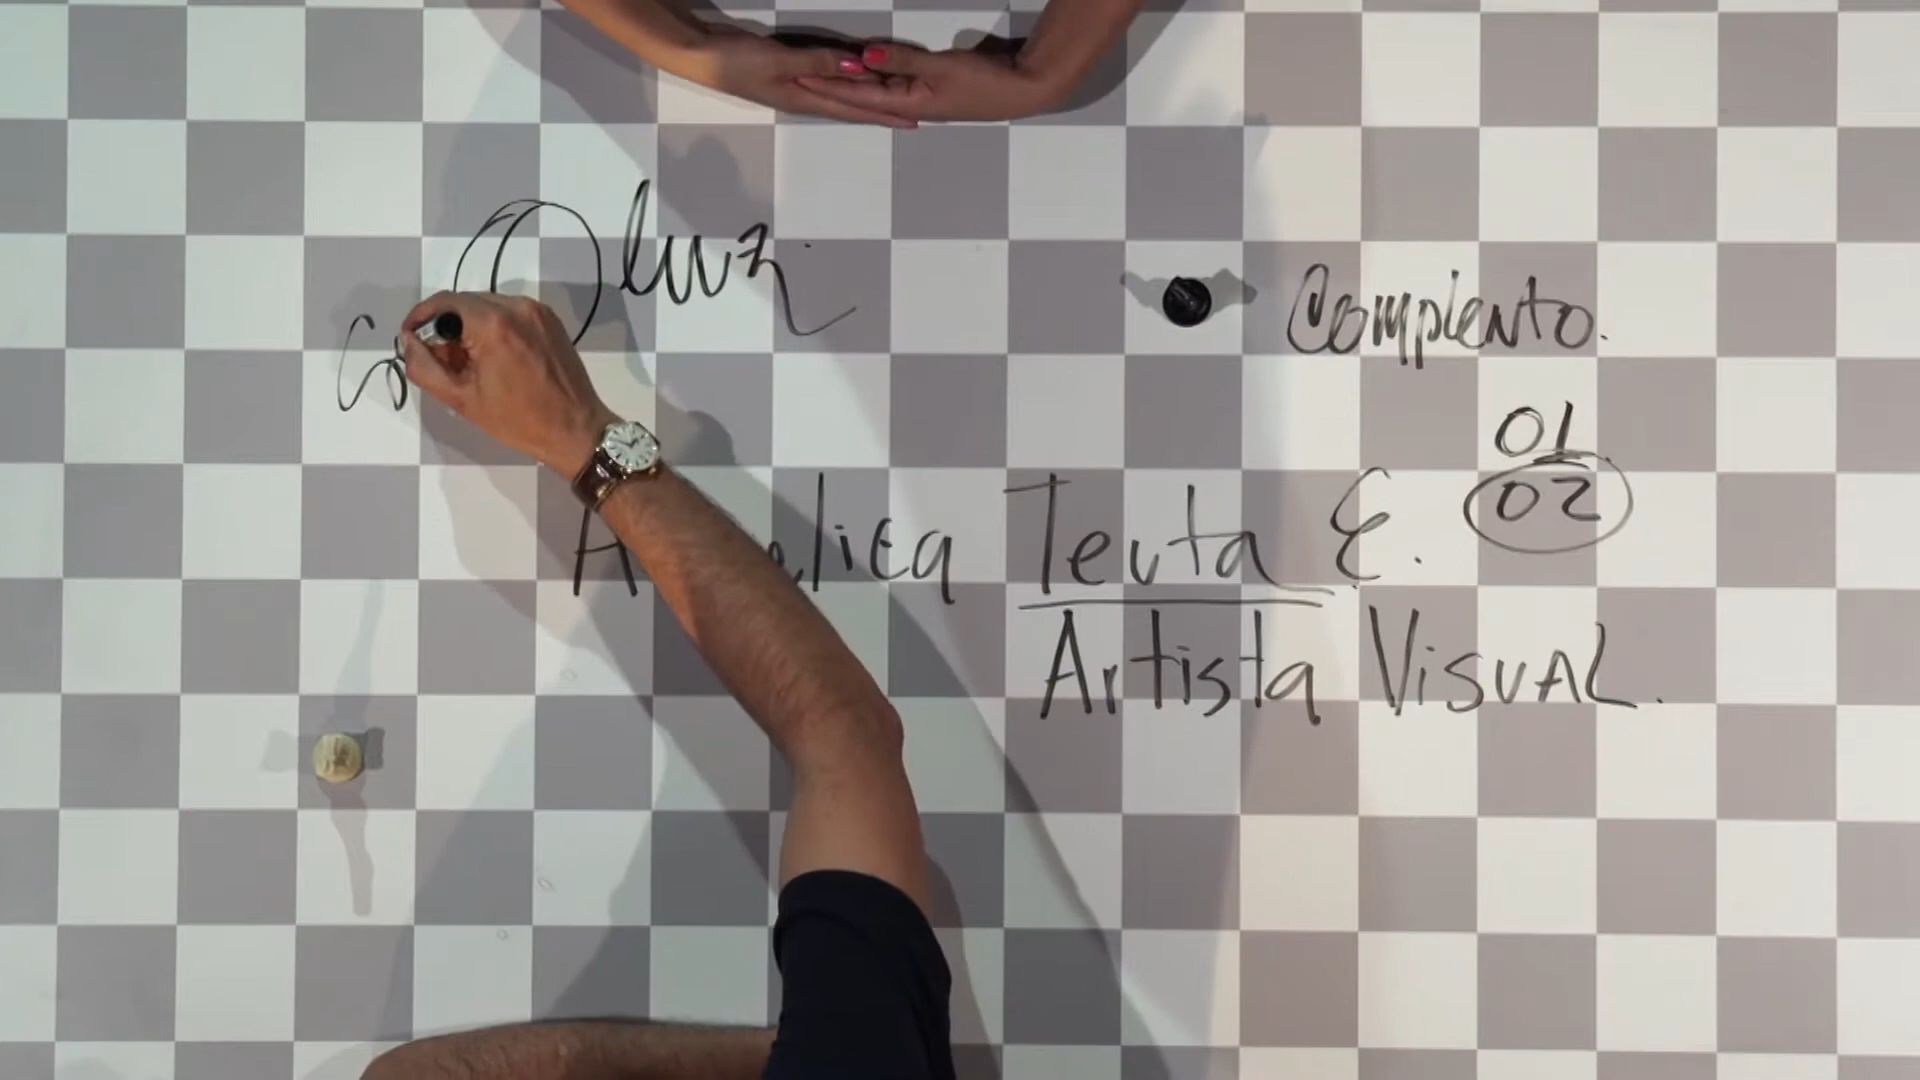 luz
Compiento.
01
02
Teuta E.
Artista VISUAL.